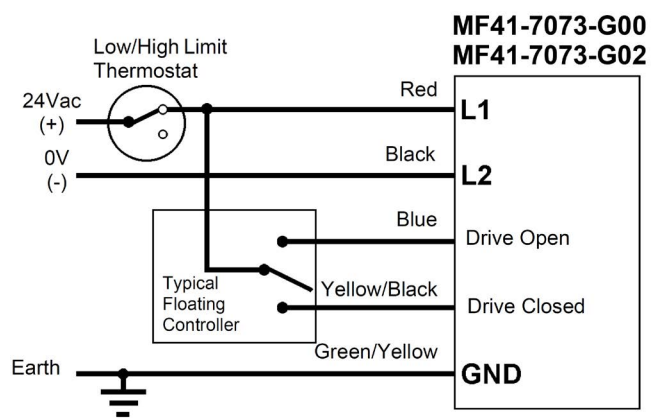 MF41-7073-G00
MF41-7073-G02
Low/High Limit
Thermostat
24Vac
(+)
Red
L1
0V
(-)
Black
L2
Blue
Drive Open
Typical
Floating
Controller
Yellow/Black
Drive Closed
Green/Yellow
Earth
GND